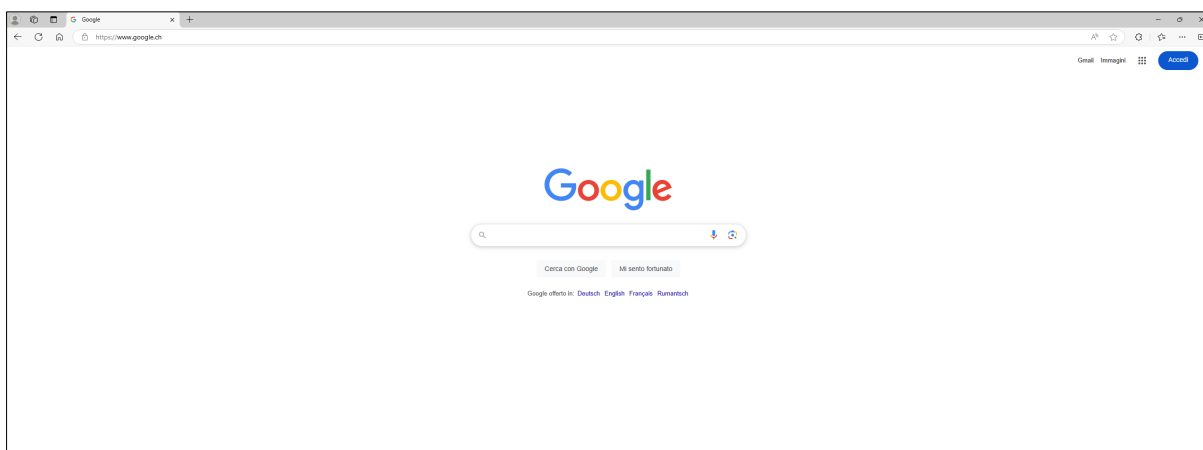 Google
https://www.google.ch
Gmail Immagini Accedi
Google
Cerca con Google Mi sento fortunato
Google offerto in: Deutsch English Français Rumantsch